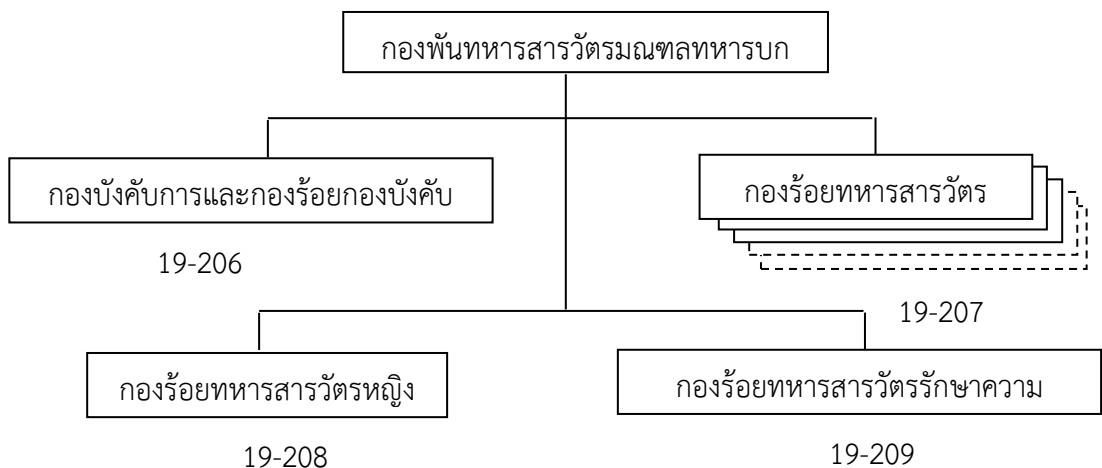 กองพันทหารสารวัตรมณฑลทหารบก
กองบังคับการและกองร้อยกองบังคับ
กองร้อยทหารสารวัตร
19-206
19-207
กองร้อยทหารสารวัตรหญิง
กองร้อยทหารสารวัตรรักษาความ
19-208
19-209